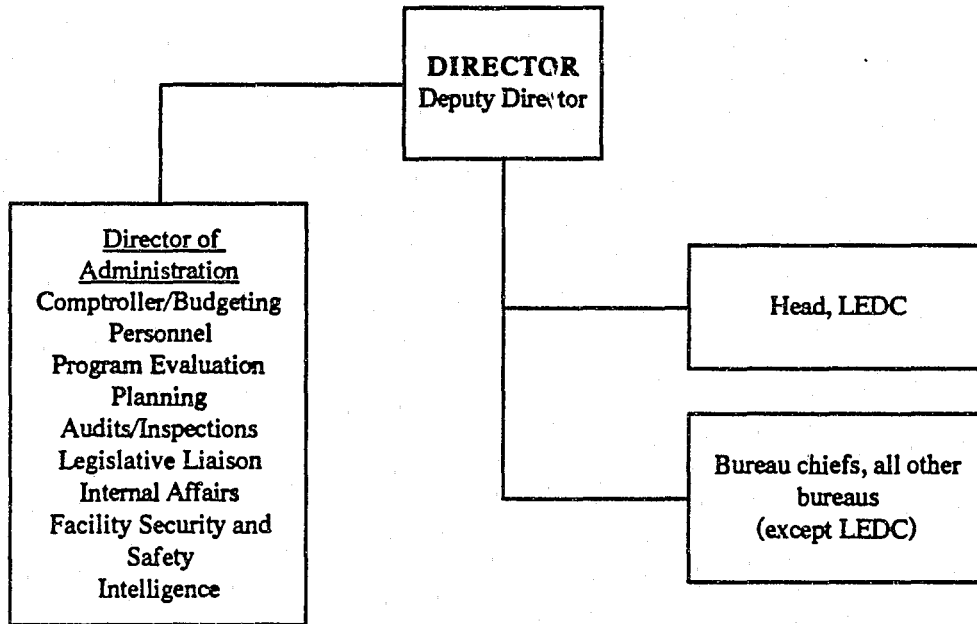 DIRECTOR
Deputy Director
Director of
Administration
Comptroller/Budgeting
Personnel
Program Evaluation
Planning
Audits/Inspections
Legislative Liaison
Internal Affairs
Facility Security and
Safety
Intelligence
Head, LEDC
Bureau chiefs, all other
bureaus
(except LEDC)